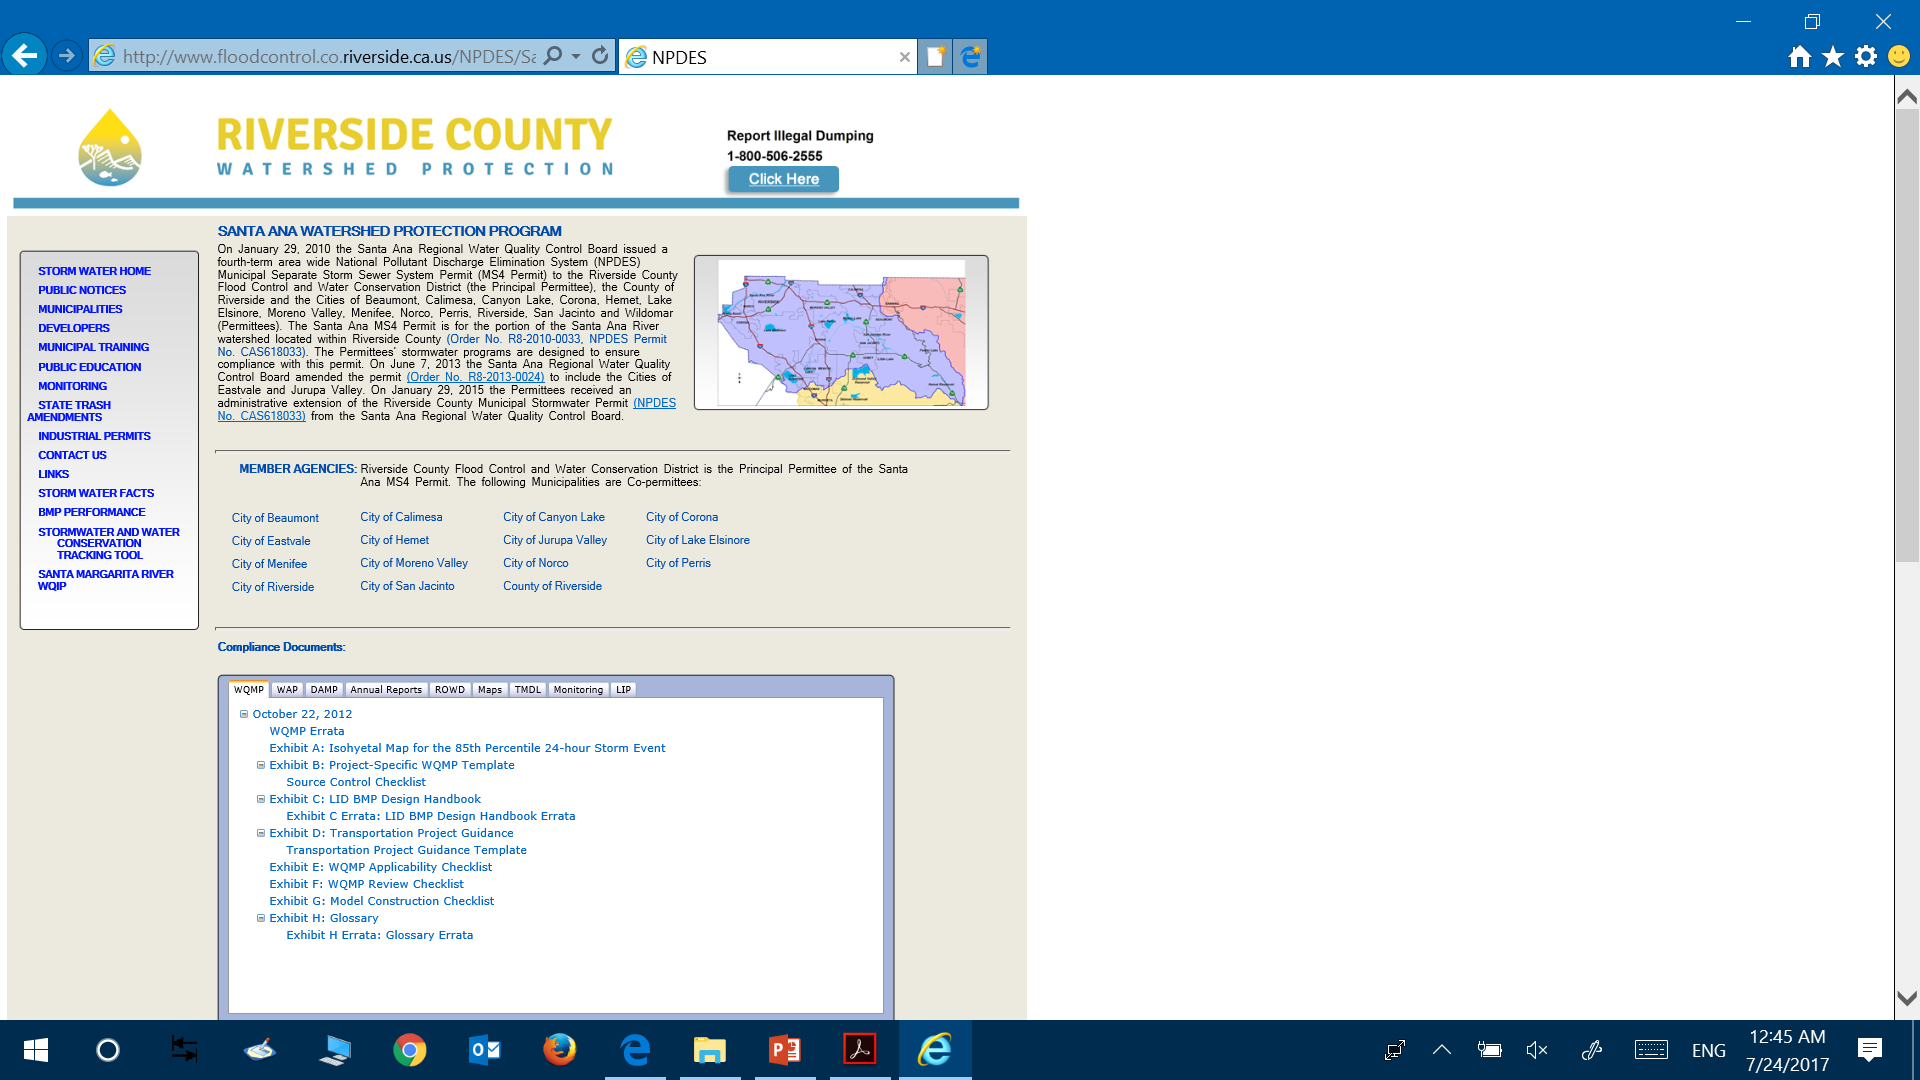 http://www.floodcontrol.co.riverside.ca.us/NPDES/Sa
NPDES
RIVERSIDE COUNTY
WATERSHED PROTECTION
Report Illegal Dumping
1-800-506-2555
Click Here
STORM WATER HOME
PUBLIC NOTICES
MUNICIPALITIES
DEVELOPERS
MUNICIPAL TRAINING
PUBLIC EDUCATION
MONITORING
STATE TRASH
AMENDMENTS
INDUSTRIAL PERMITS
CONTACT US
LINKS
STORM WATER FACTS
BMP PERFORMANCE
STORMWATER AND WATER
CONSERVATION
TRACKING TOOL
SANTA MARGARITA RIVER
WQIP
SANTA ANA WATERSHED PROTECTION PROGRAM
On January 29, 2010 the Santa Ana Regional Water Quality Control Board issued a
fourth-term area wide National Pollutant Discharge Elimination System (NPDES)
Municipal Separate Storm Sewer System Permit (MS4 Permit) to the Riverside County
Flood Control and Water Conservation District (the Principal Permittee), the County of
Riverside and the Cities of Beaumont, Calimesa, Canyon Lake, Corona, Hemet, Lake
Elsinore, Moreno Valley, Menifee, Norco, Perris, Riverside, San Jacinto and Wildomar
(Permittees). The Santa Ana MS4 Permit is for the portion of the Santa Ana River
watershed located within Riverside County (Order No. R8-2010-0033, NPDES Permit
No. CAS618033). The Permittees' stormwater programs are designed to ensure
compliance with this permit. On June 7, 2013 the Santa Ana Regional Water Quality
Control Board amended the permit (Order No. R8-2013-0024) to include the Cities of
Eastvale and Jurupa Valley. On January 29, 2015 the Permittees received an
administrative extension of the Riverside County Municipal Stormwater Permit (NPDES
No. CAS618033) from the Santa Ana Regional Water Quality Control Board.
MEMBER AGENCIES: Riverside County Flood Control and Water Conservation District is the Principal Permittee of the Santa
Ana MS4 Permit. The following Municipalities are Co-permittees:
City of Beaumont City of Calimesa City of Canyon Lake City of Corona
City of Eastvale City of Hemet City of Jurupa Valley City of Lake Elsinore
City of Menifee City of Moreno Valley City of Norco City of Perris
City of Riverside City of San Jacinto County of Riverside
Compliance Documents:
WQMP WAP DAMP Annual Reports ROWD Maps TMDL Monitoring LIP
October 22, 2012
WQMP Errata
Exhibit A: Isohyetal Map for the 85th Percentile 24-hour Storm Event
Exhibit B: Project-Specific WQMP Template
Source Control Checklist
Exhibit C: LID BMP Design Handbook
Exhibit C Errata: LID BMP Design Handbook Errata
Exhibit D: Transportation Project Guidance
Transportation Project Guidance Template
Exhibit E: WQMP Applicability Checklist
Exhibit F: WQMP Review Checklist
Exhibit G: Model Construction Checklist
Exhibit H: Glossary
Exhibit H Errata: Glossary Errata
ENG
12:45 AM
7/24/2017